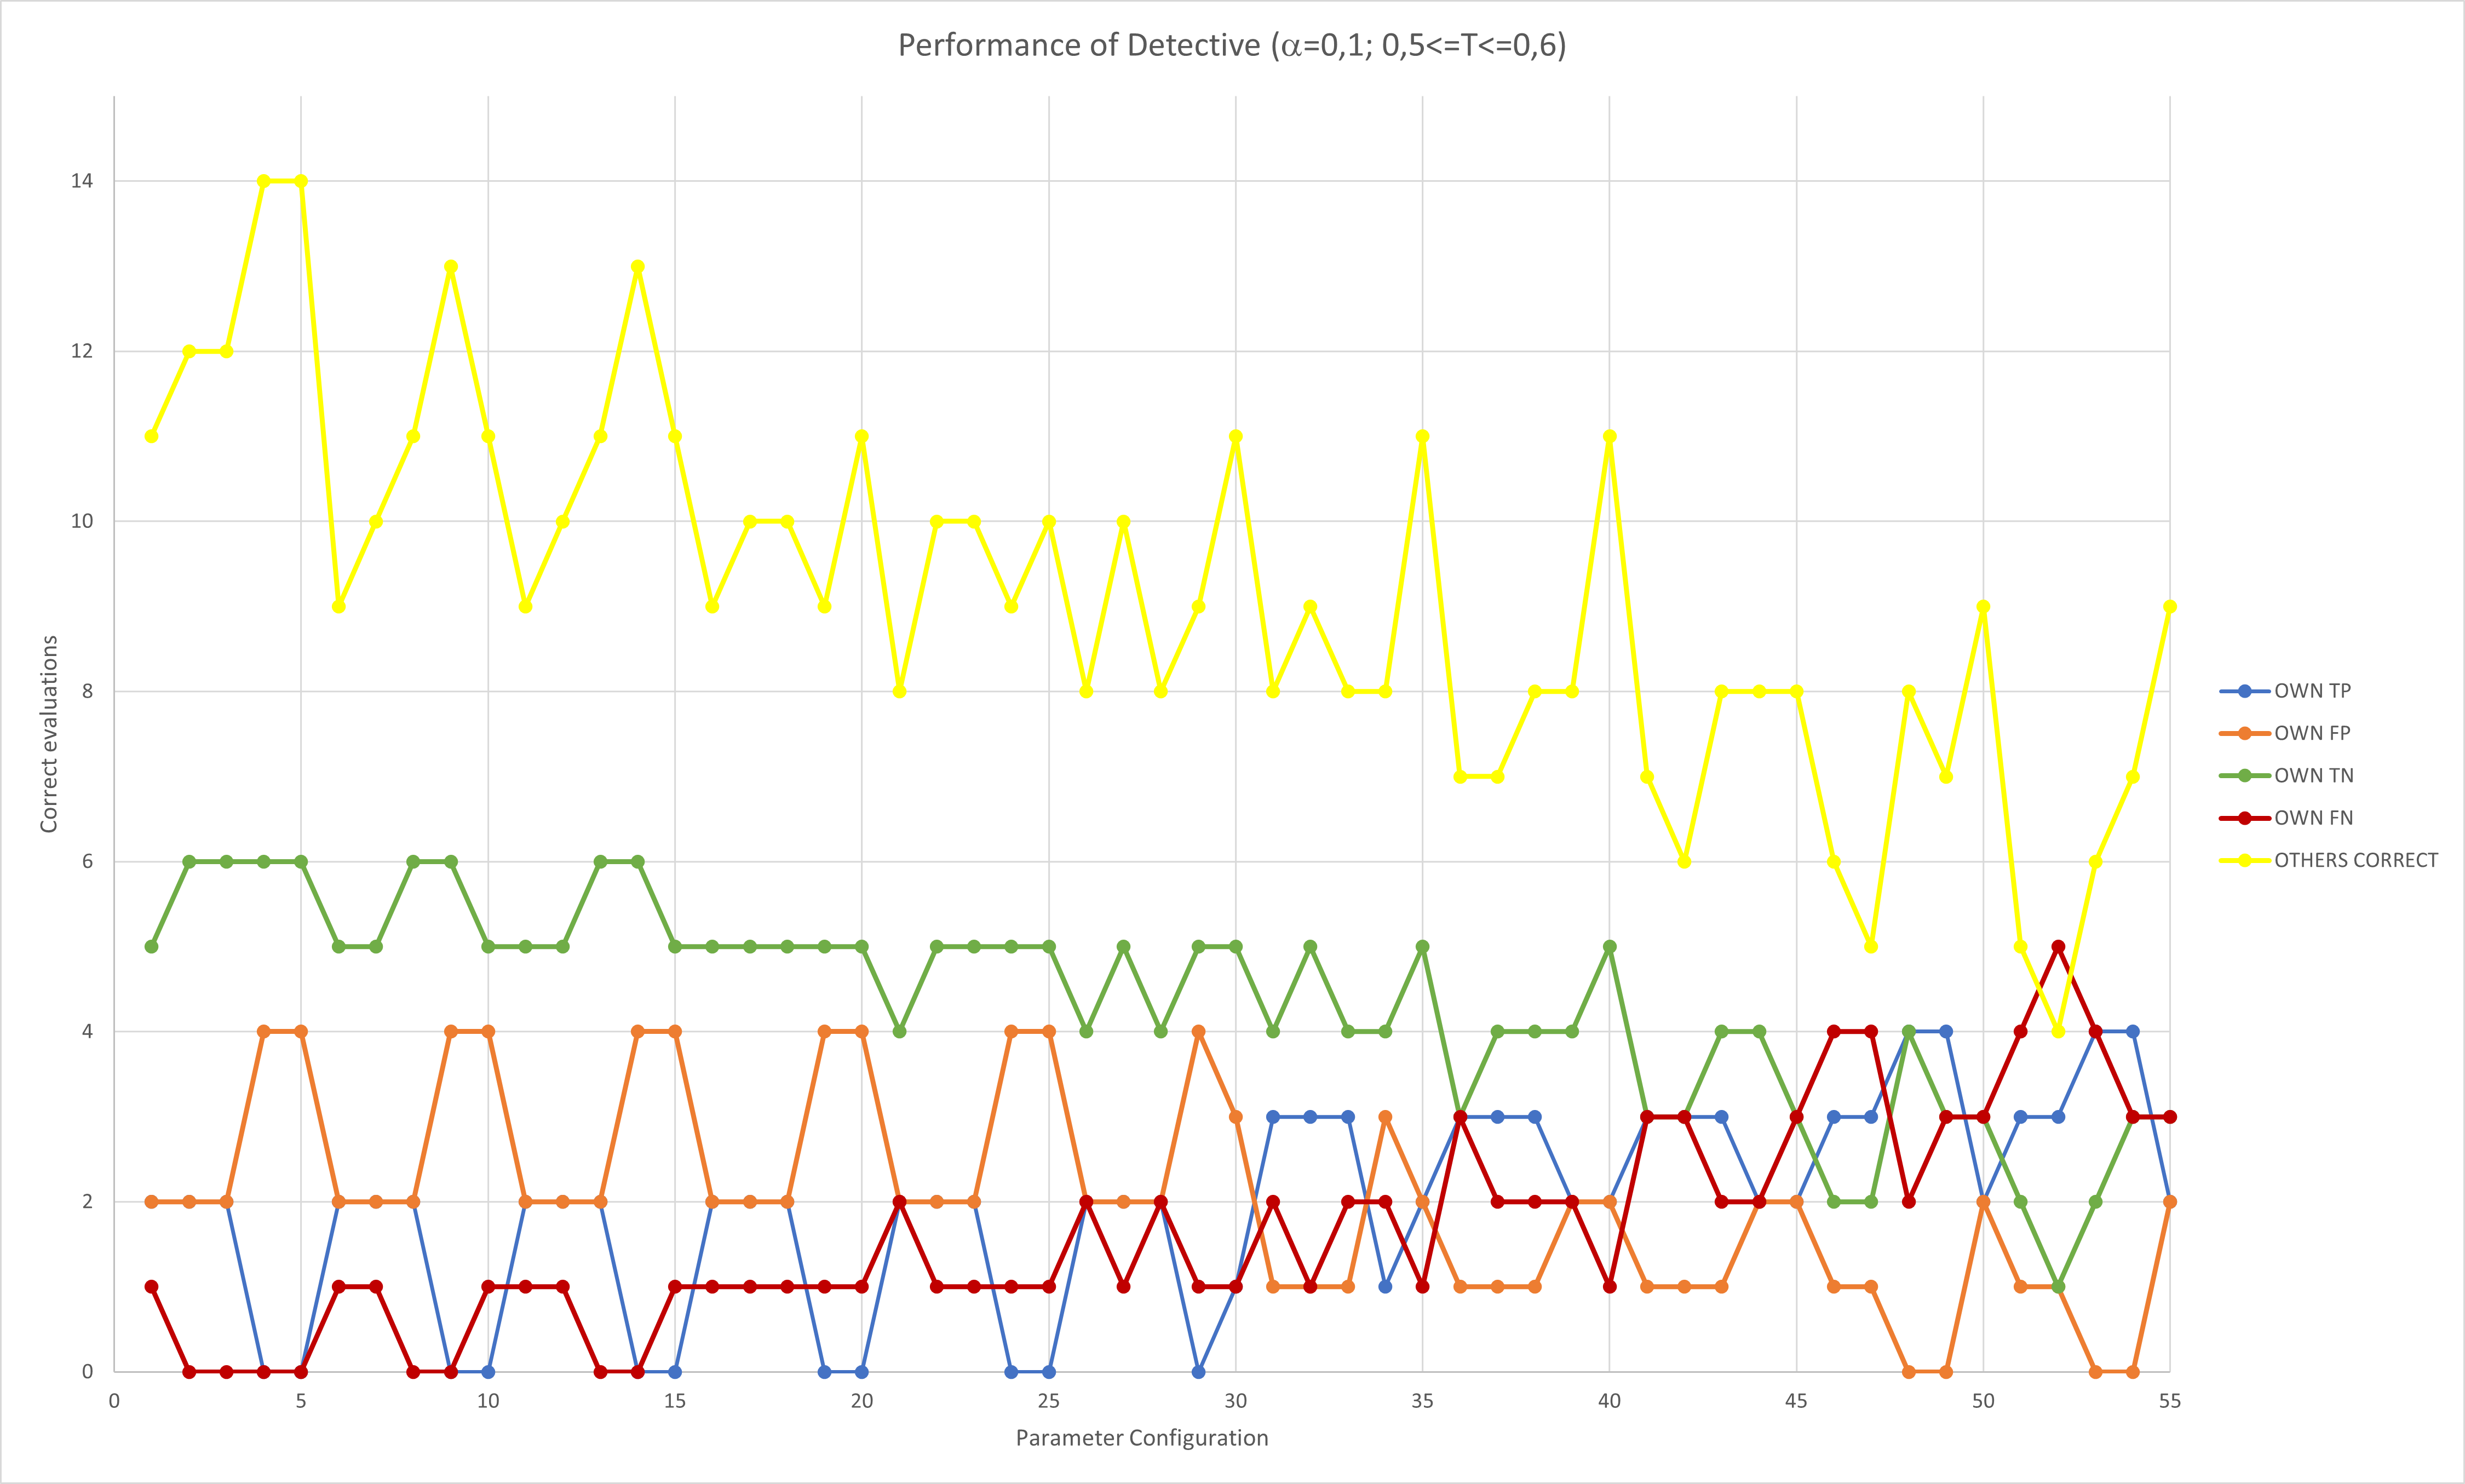 Performance of Detective (α=0,1; 0,5<=T<=0,6)
Correct evaluations
14
12
10
8
6
4
2
0
0 5 10 15 20 25 30 35 40 45 50 55
Parameter Configuration
OWN TP
OWN FP
OWN TN
OWN FN
OTHERS CORRECT